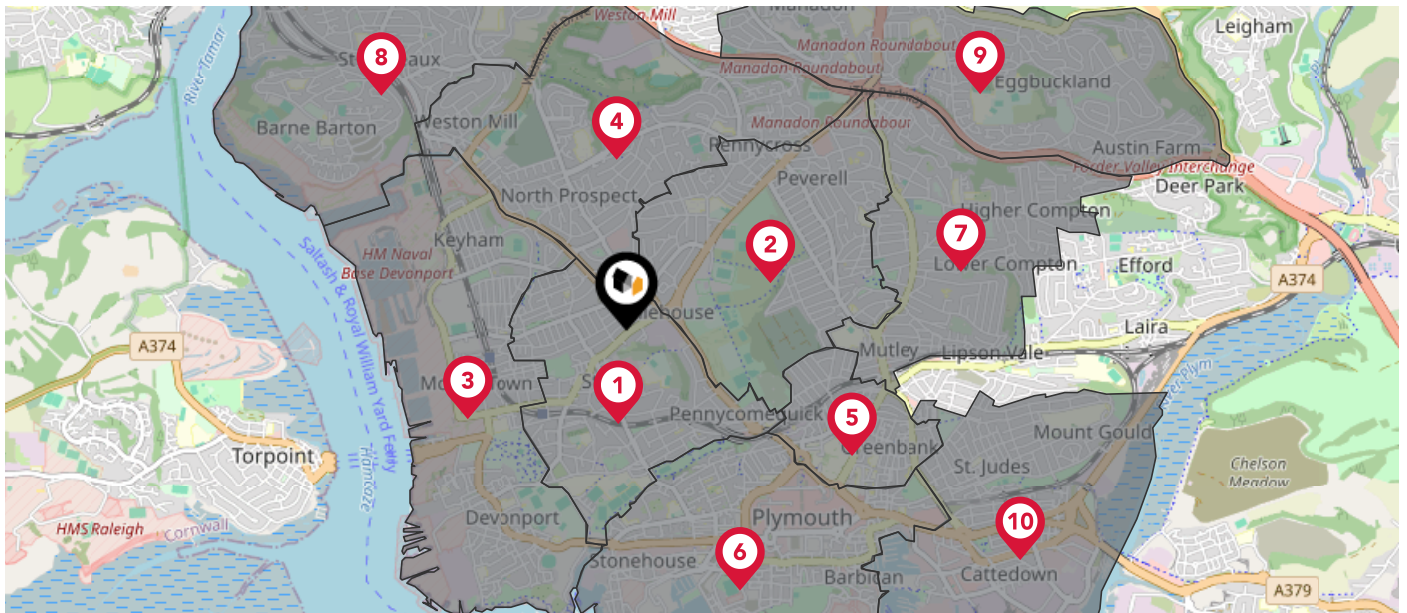 Weston Mill
Manadon
Leigham
River Tamar
8
9
Manadon Roundabout
Manadon Roundabout
Eggbuckland
Barne Barton
Weston Mill
4
Manadon Roundabout
Pennycross
Austin Farm
Forder Valley Interchange
Peverell
Deer Park
North Prospect
Higher Compton
Keyham
2
7
HM Naval
Base Devonport
Lower Compton
Efford
A374
Saltash & Royal William Yard Ferry
Laira
A374
Mutley
Lipson Vale
3
1
River Plym
Pennycomequick
5
Greenbank
Mount Gould
Torpoint
Hamoaze
St. Judes
Chelson
Meadow
HMS Raleigh
Cornwall
Devonport
Plymouth
10
Stonehouse
6
Barbican
Cattedown
A379